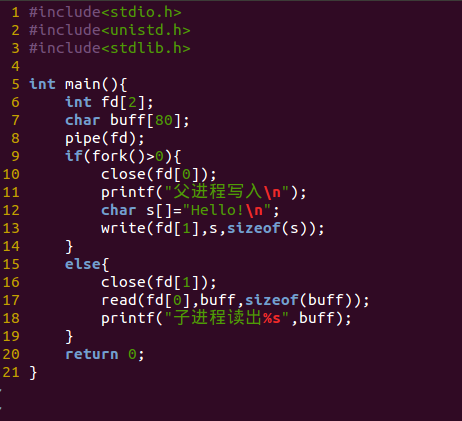 1 #include<stdio.h>
2 #include<unistd.h>
3 #include<stdlib.h>
4
5 int main(){
6     int fd[2];
7     char buff[80];
8     pipe(fd);
9     if(fork()>0){
10         close(fd[0]);
11         printf("父进程写入\n");
12         char s[]="Hello!\n";
13         write(fd[1],s,sizeof(s));
14     }
15     else{
16         close(fd[1]);
17         read(fd[0],buff,sizeof(buff));
18         printf("子进程读出%s",buff);
19     }
20     return 0;
21 }